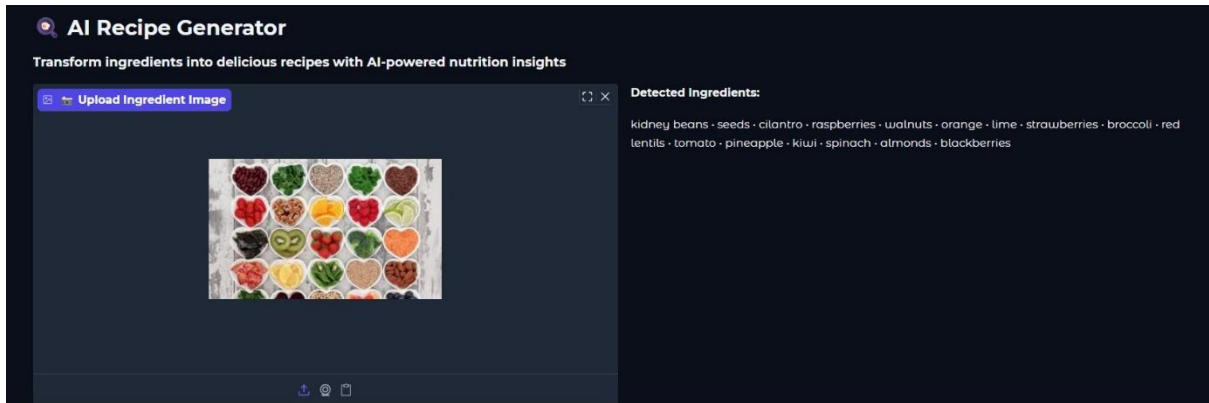 AI Recipe Generator
Transform ingredients into delicious recipes with AI-powered nutrition insights
Upload Ingredient Image
Detected Ingredients:
kidney beans · seeds · cilantro · raspberries · walnuts · orange · lime · strawberries · broccoli · red
lentils · tomato · pineapple · kiwi · spinach · almonds · blackberries